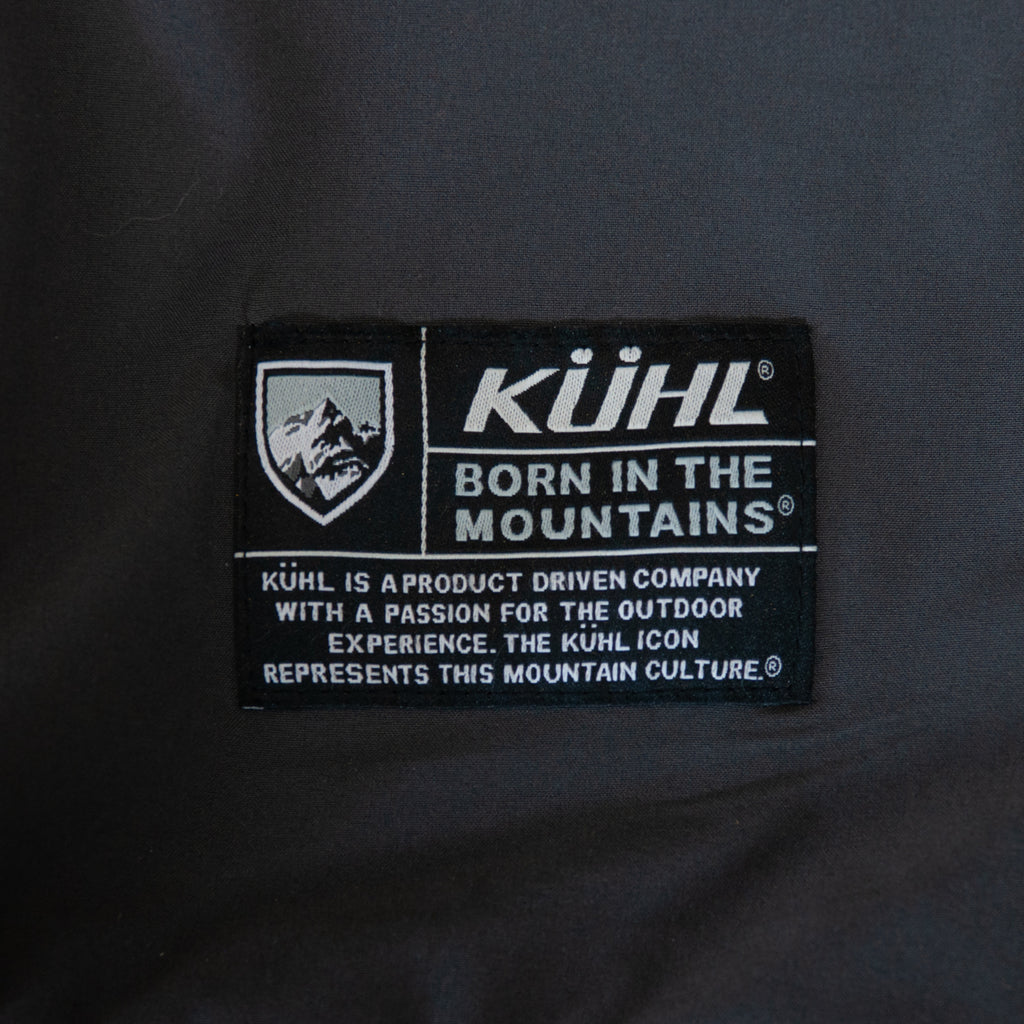 KÜHL®
BORN IN THE
MOUNTAINS®
KÜHL IS A PRODUCT DRIVEN COMPANY
WITH A PASSION FOR THE OUTDOOR
EXPERIENCE. THE KÜHL ICON
REPRESENTS THIS MOUNTAIN CULTURE.®